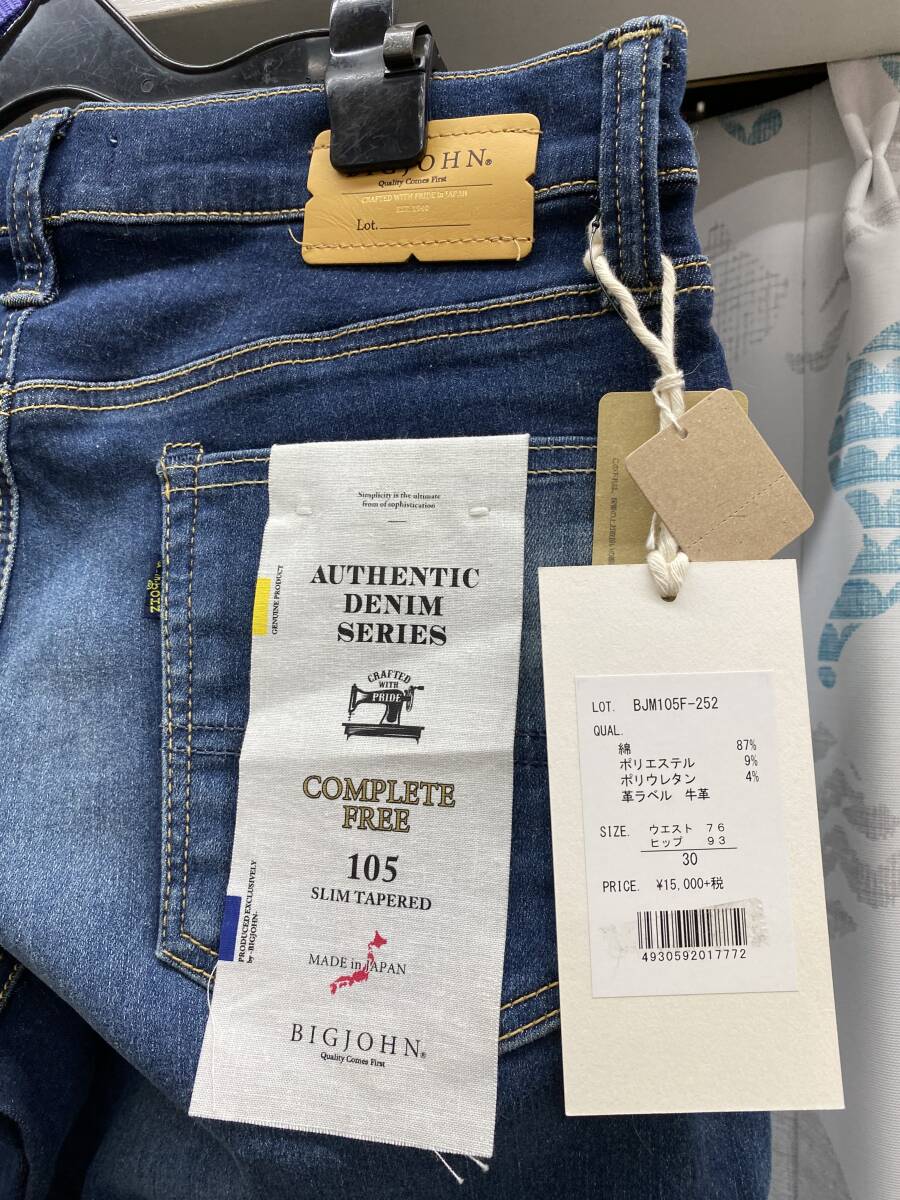 BIGJOHN®
Quality Comes First
CRAFTED WITH PRIDE in JAPAN
EST. 1940
Lot.
Simplicity is the ultimate
from of sophistication
AUTHENTIC
DENIM
SERIES
GENUINE PRODUCT
CRAFTED
WITH
PRIDE
COMPLETE
FREE
105
SLIM TAPERED
PRODUCED EXCLUSIVELY
by -BIGJOHN-
MADE in JAPAN
BIGJOHN®
Quality Comes First
LOT. BJM105F-252
QUAL.
綿 87%
ポリエステル 9%
ポリウレタン 4%
革ラベル 牛革
SIZE. ウエスト 76
ヒップ 93
30
PRICE. ¥15,000+税
4930592017772